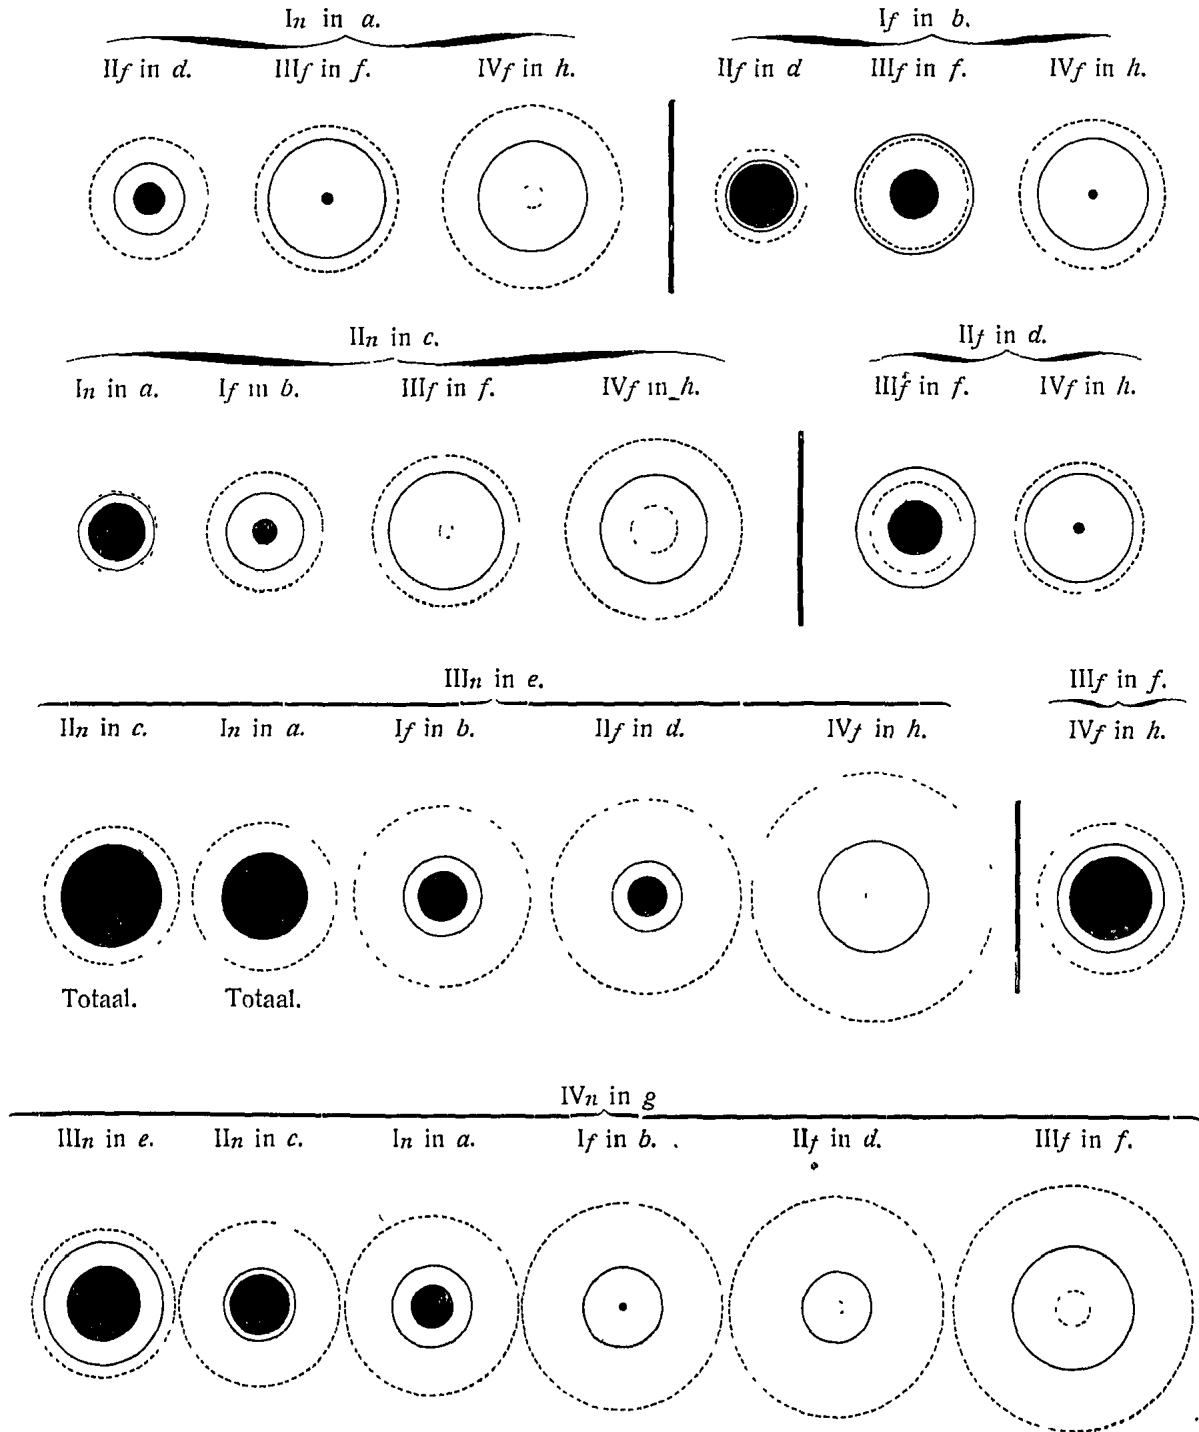 In in a. If in b.
IIf in d. IIIf in f. IVf in h. IIf in d IIIf in f. IVf in h.
IIn in c. IIf in d.
In in a. If in b. IIIf in f. IVf in h. IIIf in f. IVf in h.
IIIn in e. IIIf in f.
IIn in c. In in a. If in b. IIf in d. IVf in h. IVf in h.
Totaal. Totaal.
IVn in g
IIIn in e. IIn in c. In in a. If in b. IIf in d. IIIf in f.